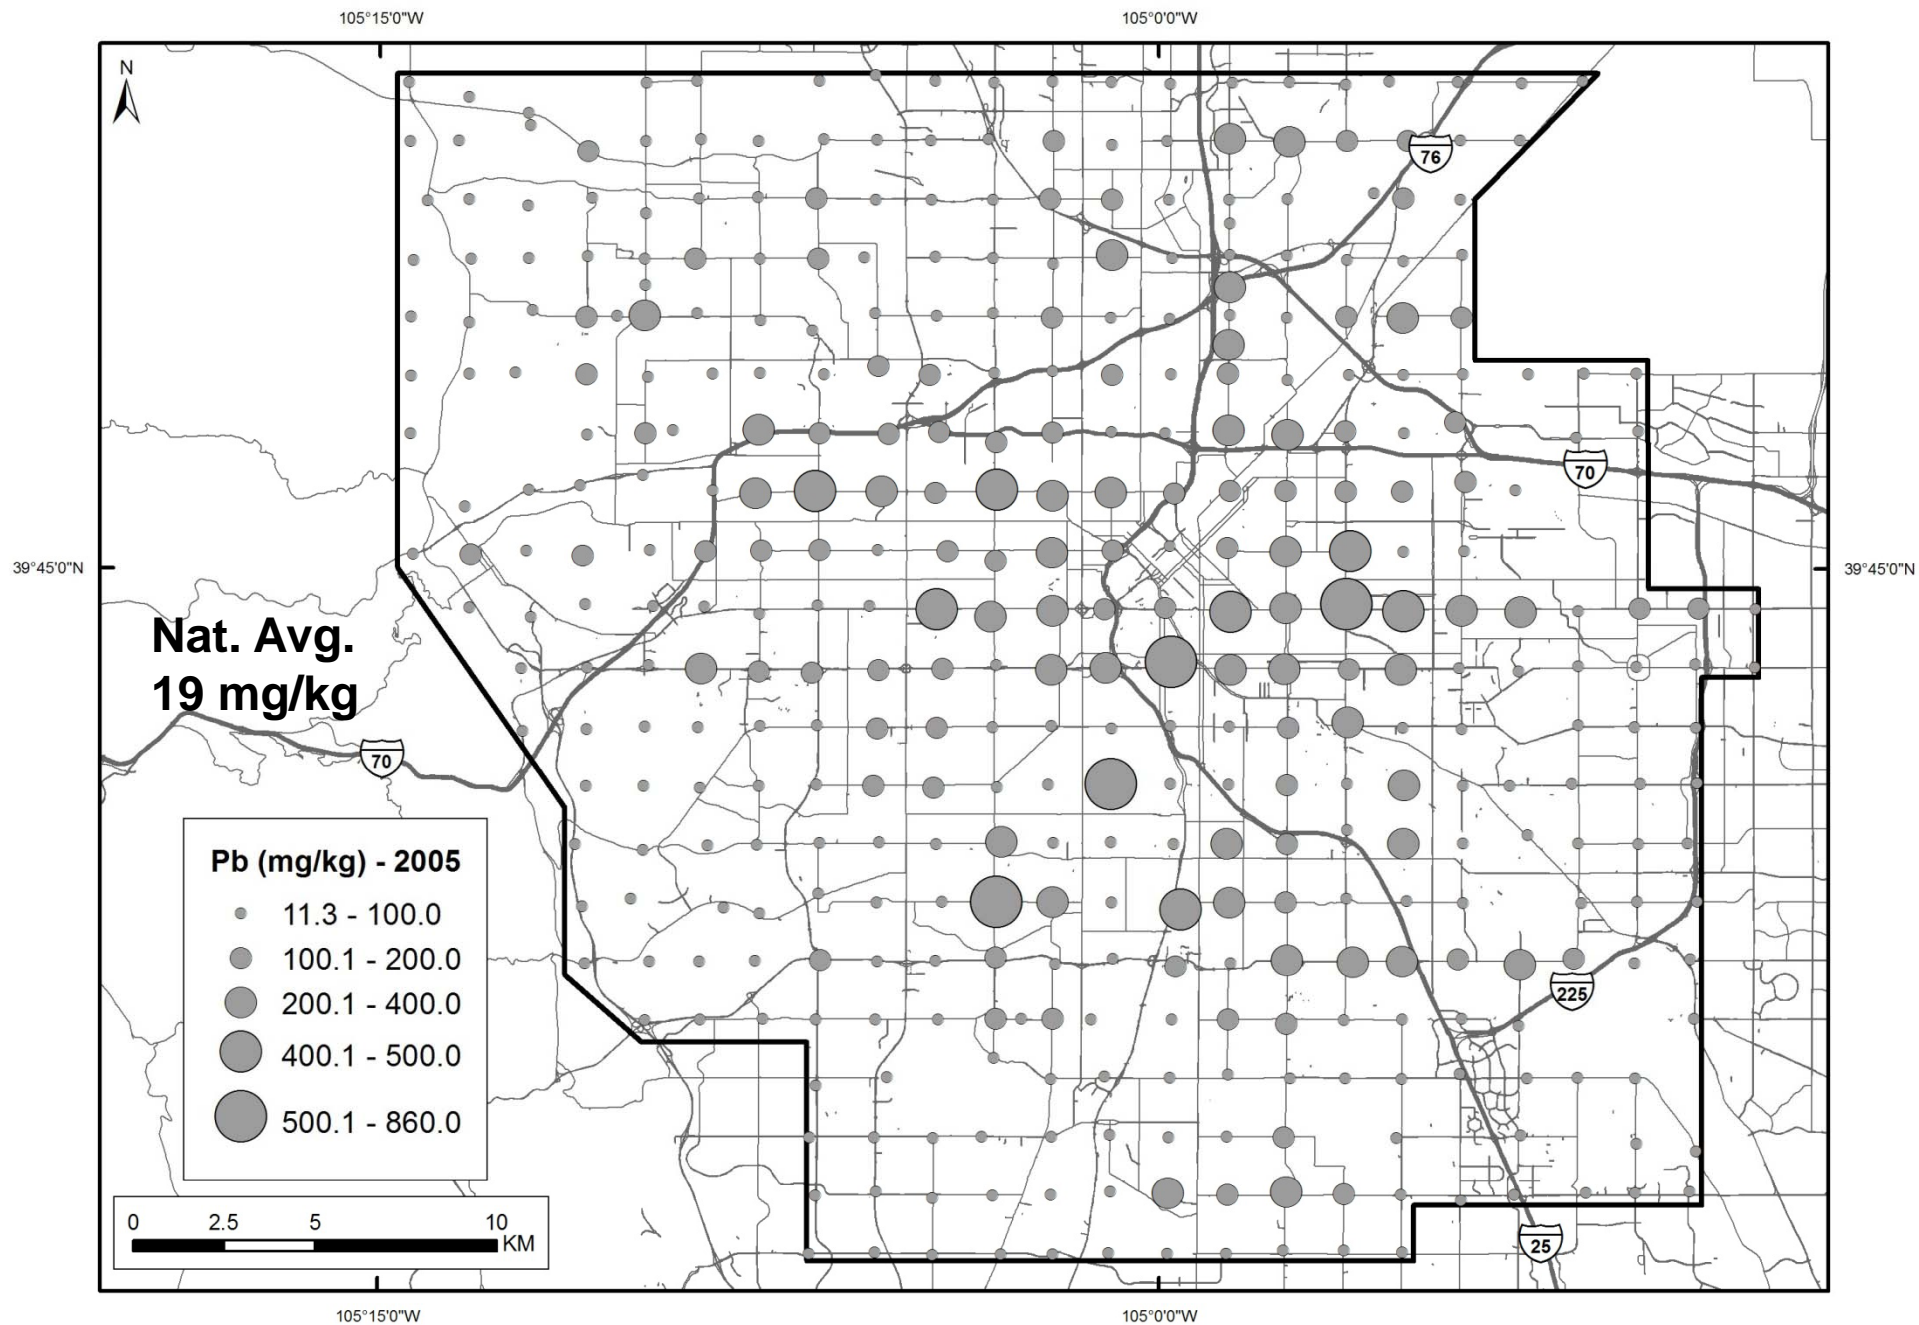 105°15'0"W
105°0'0"W
N
76
70
39°45'0"N
39°45'0"N
Nat. Avg.
19 mg/kg
70
Pb (mg/kg) - 2005
11.3 - 100.0
100.1 - 200.0
200.1 - 400.0
400.1 - 500.0
500.1 - 860.0
225
0
2.5
5
10
KM
25
105°15'0"W
105°0'0"W